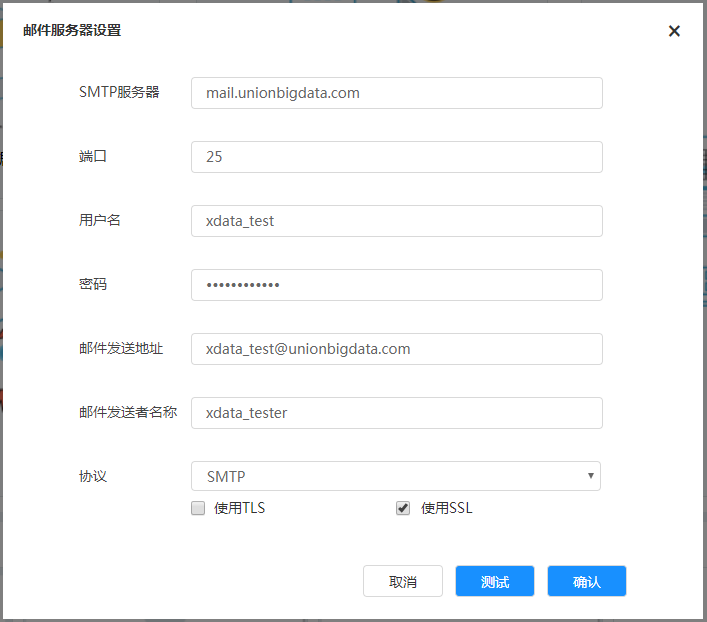 邮件服务器设置
SMTP服务器 mail.unionbigdata.com
端口 25
用户名 xdata_test
密码 ••••••••••••
邮件发送地址 xdata_test@unionbigdata.com
邮件发送者名称 xdata_tester
协议 SMTP
使用TLS 使用SSL
取消 测试 确认